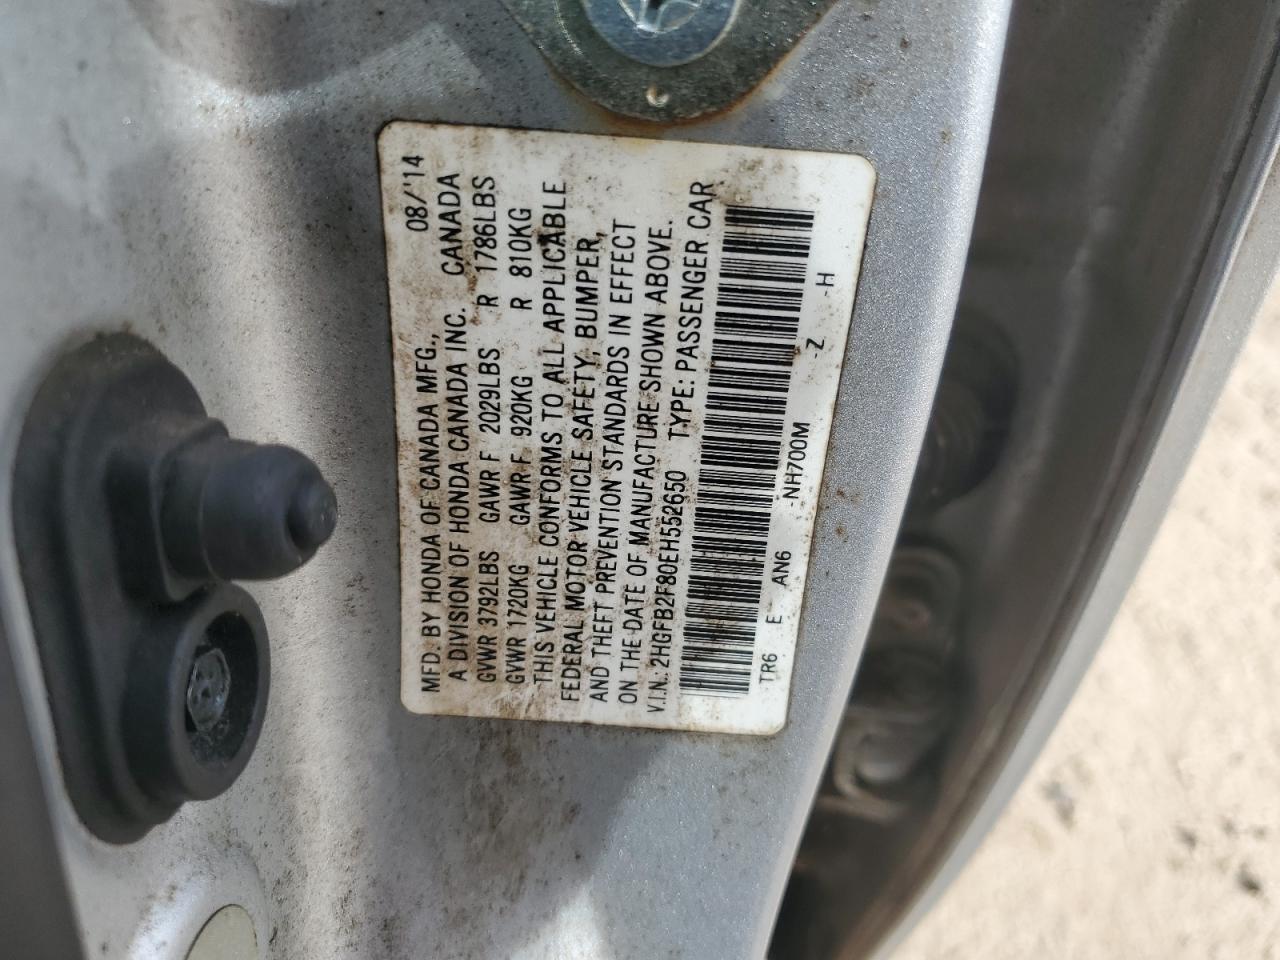 MFD. BY HONDA OF CANADA MFG., 08/'14
A DIVISION OF HONDA CANADA INC. CANADA
GVWR 3792LBS GAWR F 2029LBS R 1786LBS
GVWR 1720KG GAWR F 920KG R 810KG
THIS VEHICLE CONFORMS TO ALL APPLICABLE
FEDERAL MOTOR VEHICLE SAFETY, BUMPER,
AND THEFT PREVENTION STANDARDS IN EFFECT
ON THE DATE OF MANUFACTURE SHOWN ABOVE.
V.I.N.: 2HGFB2F80EH552650 TYPE: PASSENGER CAR
TR6 E AN6 -NH700M -Z -H